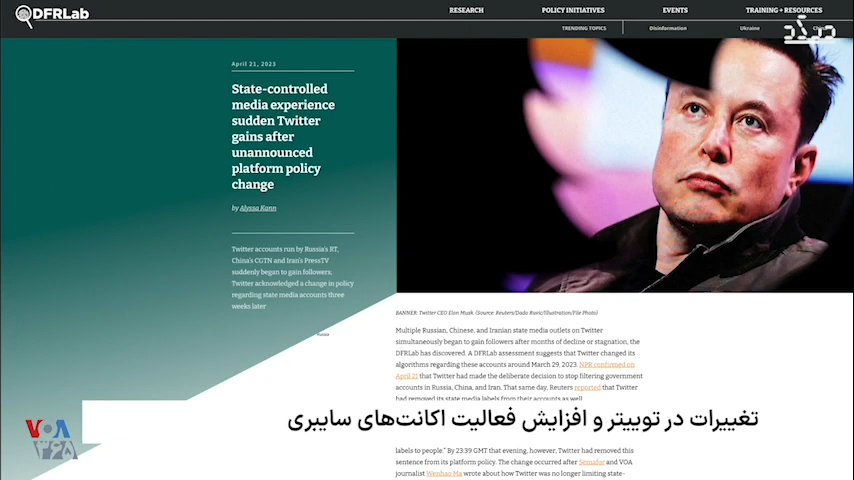 DFRLab
RESEARCH
POLICY INITIATIVES
EVENTS
TRAINING + RESOURCES
TRENDING TOPICS
Disinformation
Ukraine
April 21, 2023
State-controlled
media experience
sudden Twitter
gains after
unannounced
platform policy
change
by Alyssa Kann
Twitter accounts run by Russia's RT,
China's CGTN and Iran's PressTV
suddenly began to gain followers;
Twitter acknowledged a change in policy
regarding state media accounts three
weeks later
BANNER: Twitter CEO Elon Musk. (Source: Reuters/Dado Ruvic/Illustration/File Photo)
Multiple Russian, Chinese, and Iranian state media outlets on Twitter
simultaneously began to gain followers after months of decline or stagnation, the
DFRLab has discovered. A DFRLab assessment suggests that Twitter changed its
algorithms regarding these accounts around March 29, 2023. NPR confirmed on
April 21 that Twitter had made the deliberate decision to stop filtering government
accounts in Russia, China, and Iran. That same day, Reuters reported that Twitter
had removed its state media labels from their accounts as well.
تغییرات در توییتر و افزایش فعالیت اکانت‌های سایبری
labels to people." By 23:39 GMT that evening, however, Twitter had removed this
sentence from its platform policy. The change occurred after Semafor and VOA
journalist Wenhao Ma wrote about how Twitter was no longer limiting state-
VOA
۳۶۵